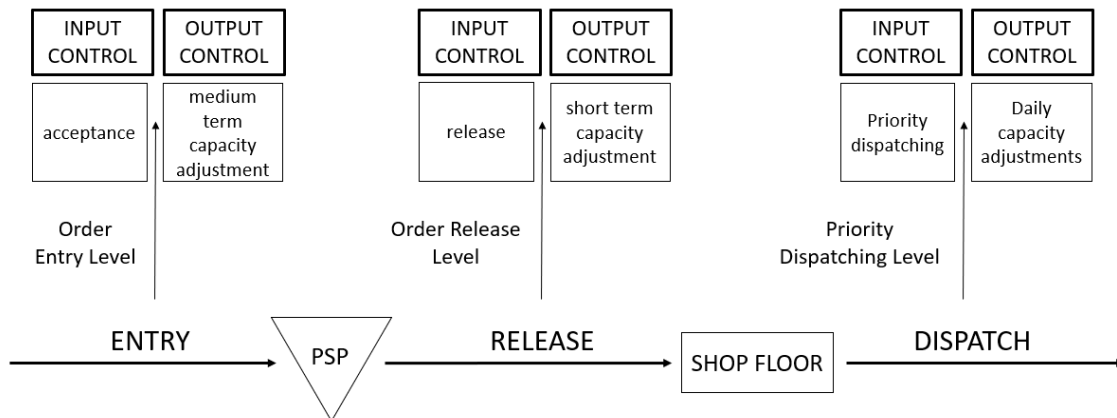 INPUT
CONTROL
OUTPUT
CONTROL
acceptance
medium
term
capacity
adjustment
Order
Entry Level
INPUT
CONTROL
OUTPUT
CONTROL
release
short term
capacity
adjustment
Order Release
Level
INPUT
CONTROL
OUTPUT
CONTROL
Priority
dispatching
Daily
capacity
adjustments
Priority
Dispatching Level
ENTRY
PSP
RELEASE
SHOP FLOOR
DISPATCH